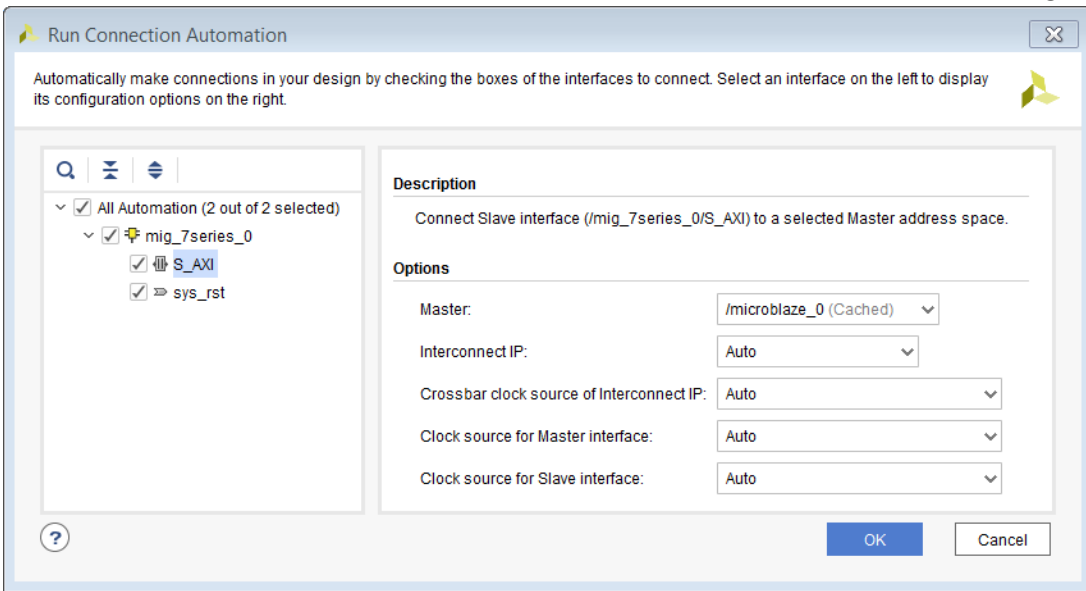 Run Connection Automation
Automatically make connections in your design by checking the boxes of the interfaces to connect. Select an interface on the left to display
its configuration options on the right.
All Automation (2 out of 2 selected)
mig_7series_0
S_AXI
sys_rst
Description
Connect Slave interface (/mig_7series_0/S_AXI) to a selected Master address space.
Options
Master: /microblaze_0 (Cached)
Interconnect IP: Auto
Crossbar clock source of Interconnect IP: Auto
Clock source for Master interface: Auto
Clock source for Slave interface: Auto
?
OK Cancel